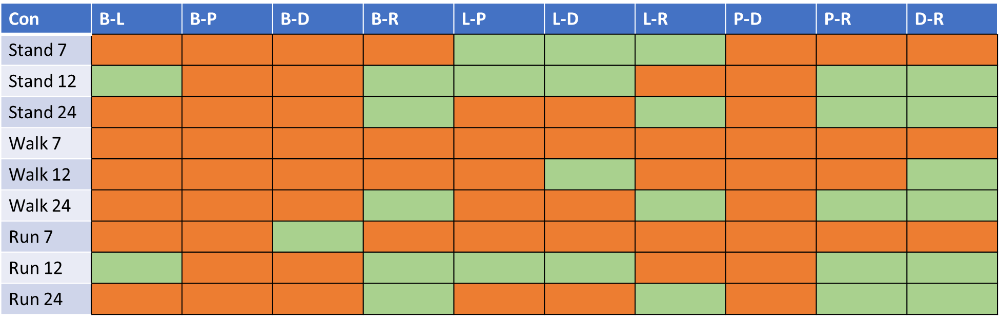 Con B-L B-P B-D B-R L-P L-D L-R P-D P-R D-R
Stand 7
Stand 12
Stand 24
Walk 7
Walk 12
Walk 24
Run 7
Run 12
Run 24